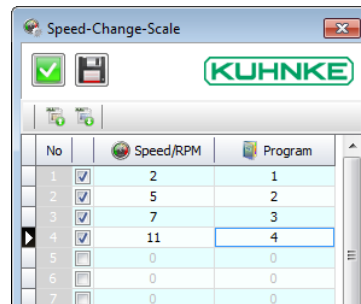 Speed-Change-Scale
KUHNKE
No Speed/RPM Program
1 2 1
2 5 2
3 7 3
4 11 4
5 0 0
6 0 0
7 0 0